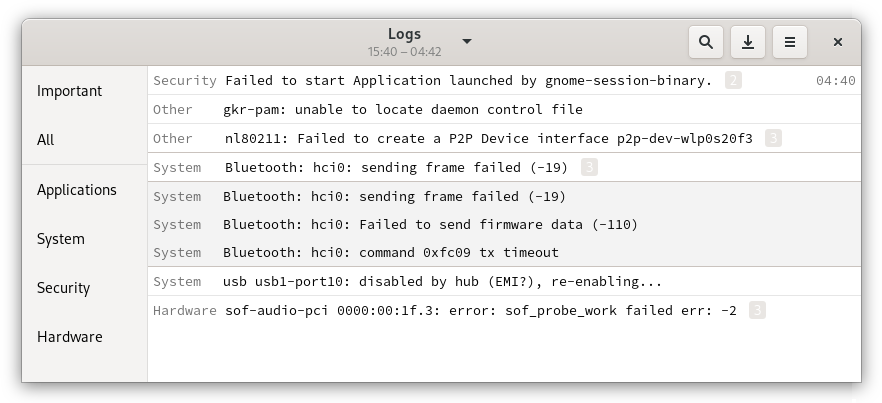 Logs
15:40 – 04:42
Important
All
Applications
System
Security
Hardware
Security Failed to start Application launched by gnome-session-binary. 2 04:40
Other gkr-pam: unable to locate daemon control file
Other nl80211: Failed to create a P2P Device interface p2p-dev-wlp0s20f3 3
System Bluetooth: hci0: sending frame failed (-19) 3
System Bluetooth: hci0: sending frame failed (-19)
System Bluetooth: hci0: Failed to send firmware data (-110)
System Bluetooth: hci0: command 0xfc09 tx timeout
System usb usb1-port10: disabled by hub (EMI?), re-enabling...
Hardware sof-audio-pci 0000:00:1f.3: error: sof_probe_work failed err: -2 3